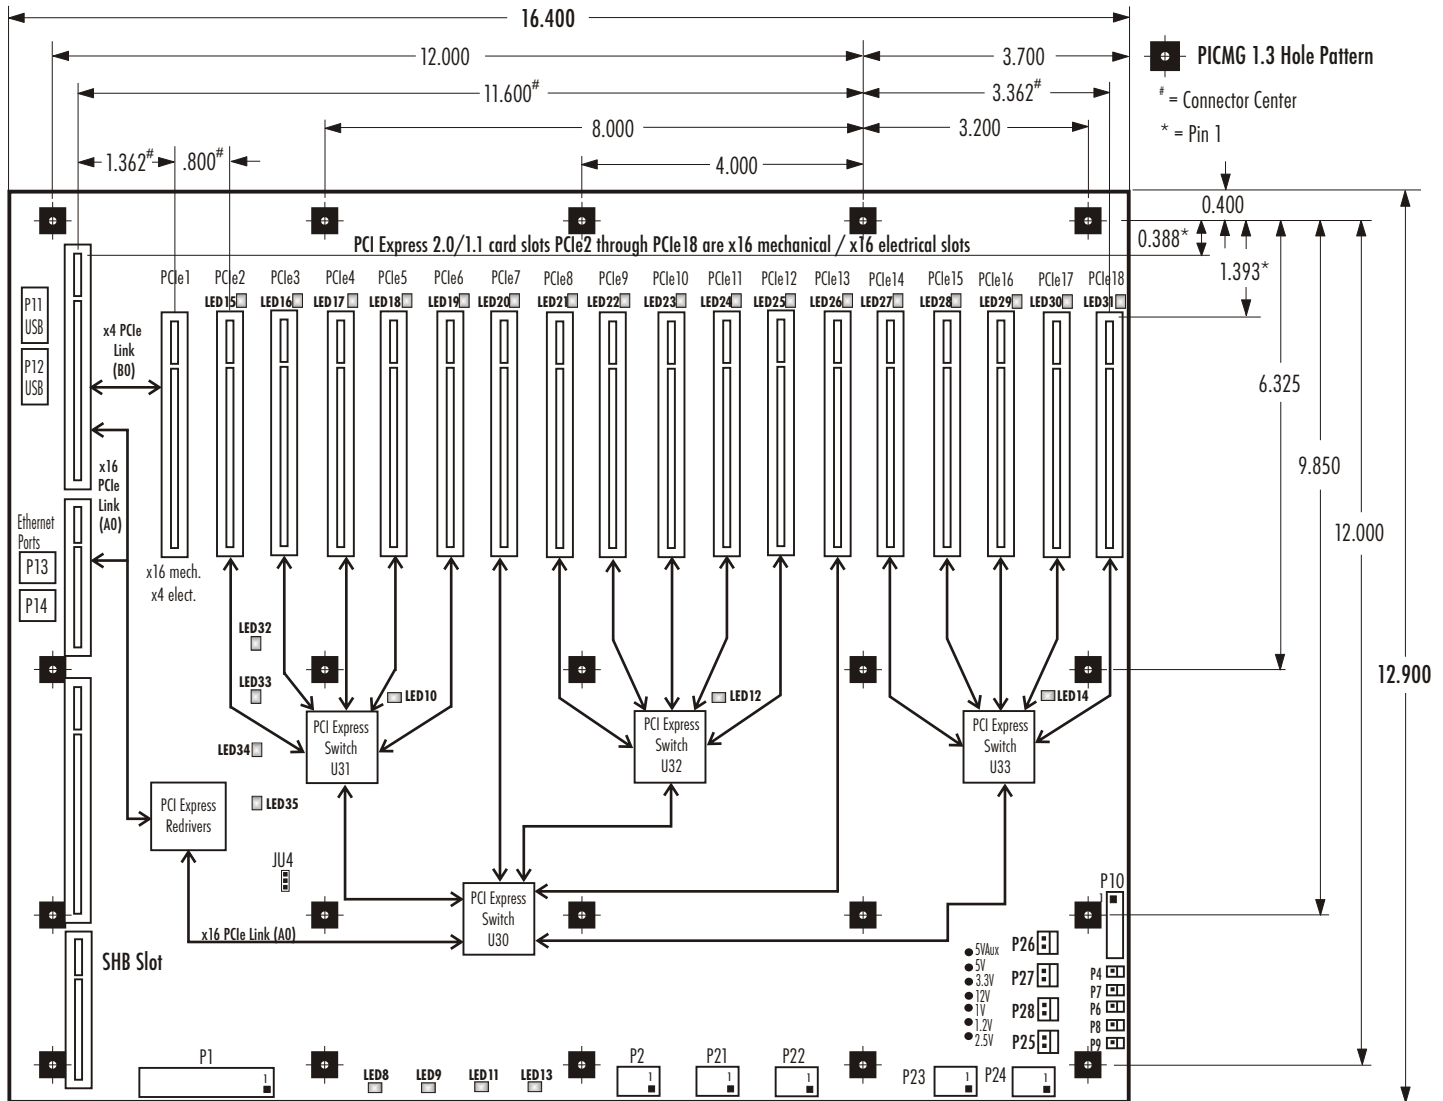 16.400
12.000
3.700
PICMG 1.3 Hole Pattern
11.600#
3.362#
# = Connector Center
8.000
3.200
* = Pin 1
1.362#
.800#
4.000
0.400
PCI Express 2.0/1.1 card slots PCIe2 through PCIe18 are x16 mechanical / x16 electrical slots
0.388*
1.393*
PCIe1
PCIe2
PCIe3
PCIe4
PCIe5
PCIe6
PCIe7
PCIe8
PCIe9
PCIe10
PCIe11
PCIe12
PCIe13
PCIe14
PCIe15
PCIe16
PCIe17
PCIe18
LED15
LED16
LED17
LED18
LED19
LED20
LED21
LED22
LED23
LED24
LED25
LED26
LED27
LED28
LED29
LED30
LED31
P11
USB
P12
USB
x4 PCIe
Link
(B0)
6.325
x16
PCIe
Link
(A0)
9.850
Ethernet
Ports
P13
P14
12.000
x16 mech.
x4 elect.
LED32
LED33
LED10
LED12
LED14
12.900
LED34
LED35
PCI Express
Switch
U31
PCI Express
Switch
U32
PCI Express
Switch
U33
PCI Express
Redrivers
JU4
PCI Express
Switch
U30
x16 PCIe Link (A0)
SHB Slot
P10
1
5VAux
5V
3.3V
12V
1V
1.2V
2.5V
P26
P27
P28
P25
P4
P7
P6
P8
P9
P1
1
LED8
LED9
LED11
LED13
P2
1
P21
1
P22
1
P23
1
P24
1